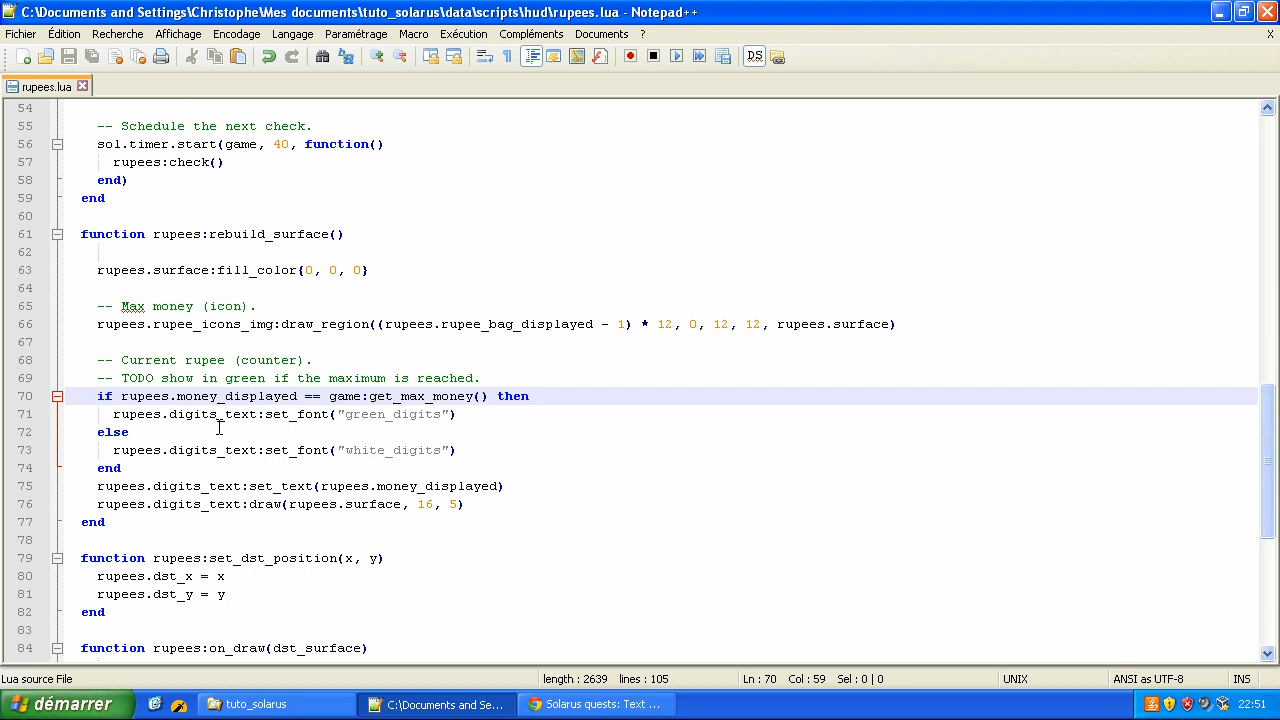 C:\Documents and Settings\Christophe\Mes documents\tuto_solarus\data\scripts\hud\rupees.lua - Notepad++
Fichier Édition Recherche Affichage Encodage Langage Paramétrage Macro Exécution Compléments Documents ? X
rupees.lua
54
55 -- Schedule the next check.
56 sol.timer.start(game, 40, function()
57 rupees:check()
58 end)
59 end
60
61 function rupees:rebuild_surface()
62
63 rupees.surface:fill_color{0, 0, 0}
64
65 -- Max money (icon).
66 rupees.rupee_icons_img:draw_region((rupees.rupee_bag_displayed - 1) * 12, 0, 12, 12, rupees.surface)
67
68 -- Current rupee (counter).
69 -- TODO show in green if the maximum is reached.
70 if rupees.money_displayed == game:get_max_money() then
71 rupees.digits_text:set_font("green_digits")
72 else
73 rupees.digits_text:set_font("white_digits")
74 end
75 rupees.digits_text:set_text(rupees.money_displayed)
76 rupees.digits_text:draw(rupees.surface, 16, 5)
77 end
78
79 function rupees:set_dst_position(x, y)
80 rupees.dst_x = x
81 rupees.dst_y = y
82 end
83
84 function rupees:on_draw(dst_surface)
Lua source File length : 2639 lines : 105 Ln : 70 Col : 59 Sel : 0 | 0 UNIX ANSI as UTF-8 INS
démarrer tuto_solarus C:\Documents and Se... Solarus quests: Text ... 22:51